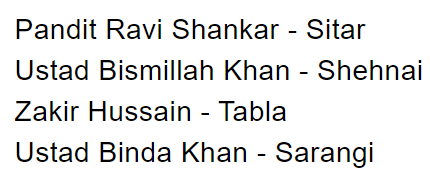 Pandit Ravi Shankar - Sitar
Ustad Bismillah Khan - Shehnai
Zakir Hussain - Tabla
Ustad Binda Khan - Sarangi